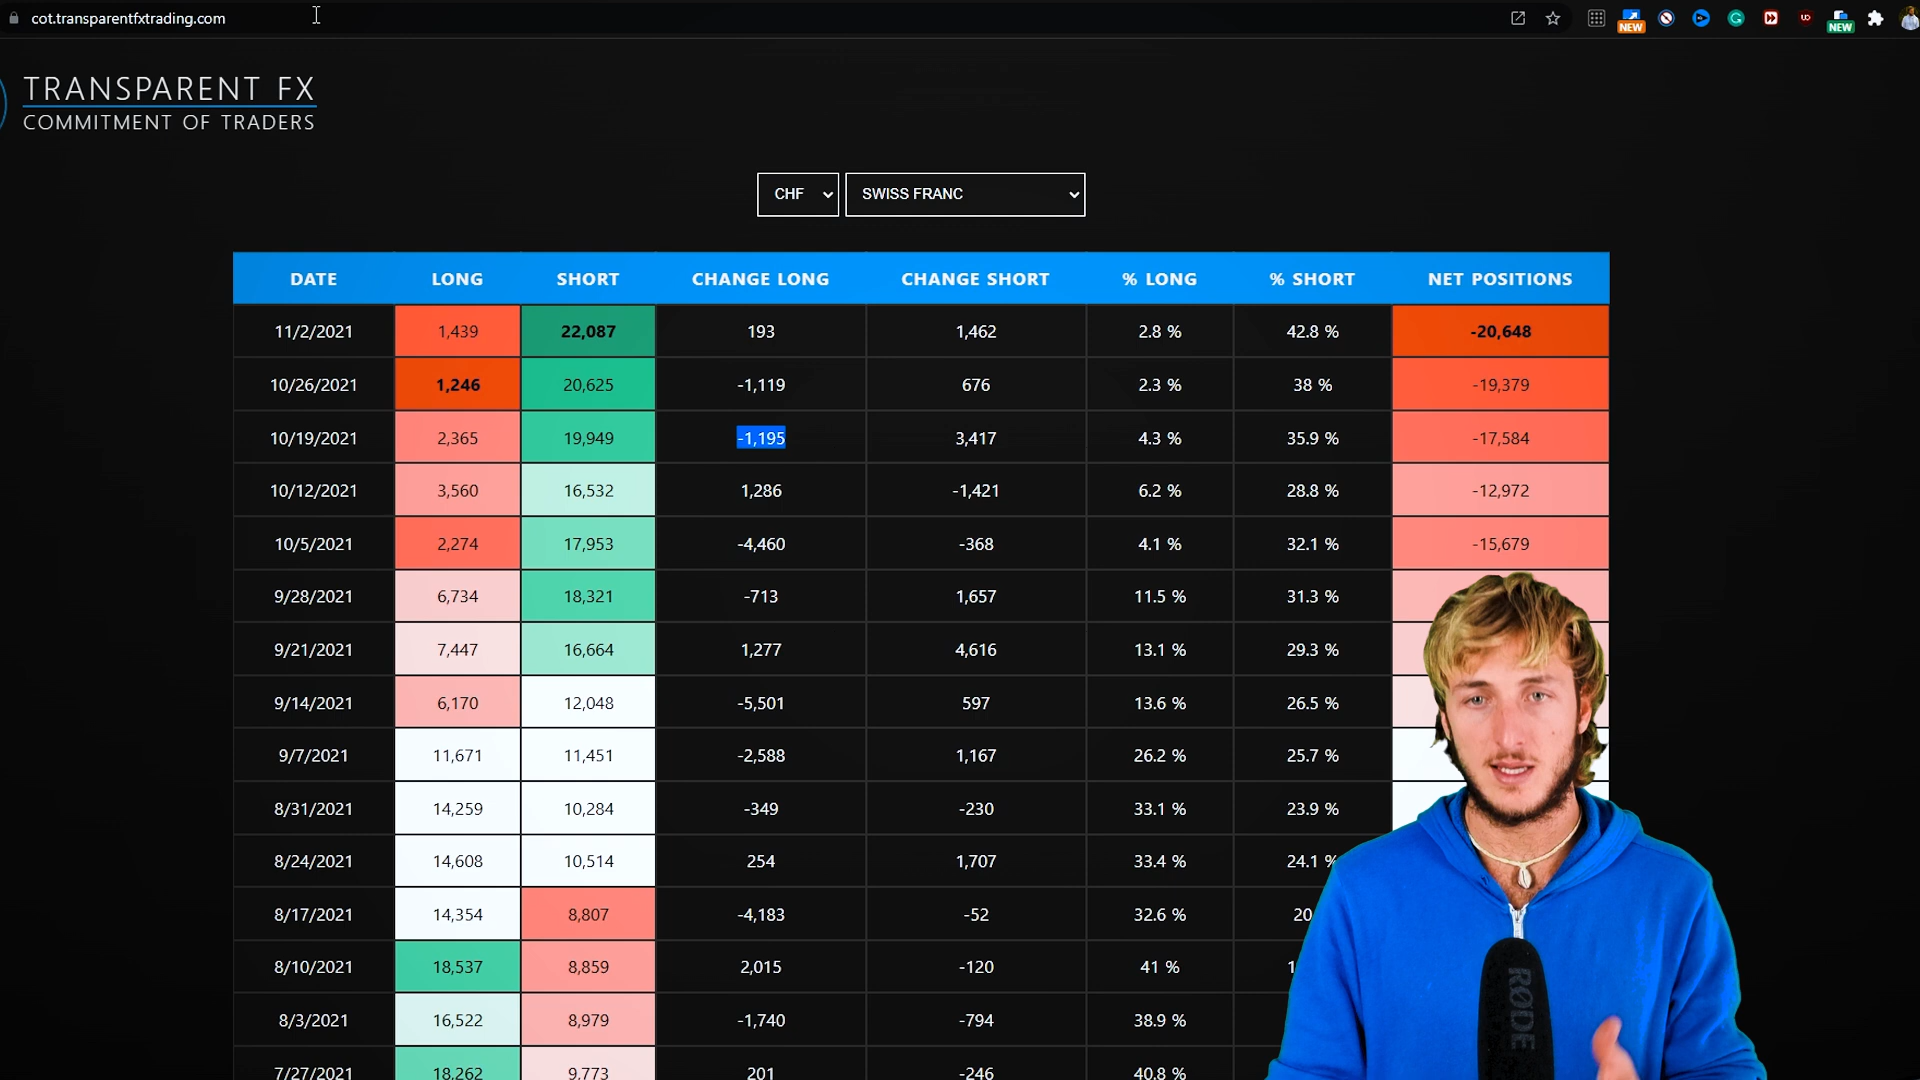 cot.transparentfxtrading.com
NEW
UO
NEW
TRANSPARENT FX
COMMITMENT OF TRADERS
CHF SWISS FRANC
DATE LONG SHORT CHANGE LONG CHANGE SHORT % LONG % SHORT NET POSITIONS
11/2/2021 1,439 22,087 193 1,462 2.8 % 42.8 % -20,648
10/26/2021 1,246 20,625 -1,119 676 2.3 % 38 % -19,379
10/19/2021 2,365 19,949 -1,195 3,417 4.3 % 35.9 % -17,584
10/12/2021 3,560 16,532 1,286 -1,421 6.2 % 28.8 % -12,972
10/5/2021 2,274 17,953 -4,460 -368 4.1 % 32.1 % -15,679
9/28/2021 6,734 18,321 -713 1,657 11.5 % 31.3 %
9/21/2021 7,447 16,664 1,277 4,616 13.1 % 29.3 %
9/14/2021 6,170 12,048 -5,501 597 13.6 % 26.5 %
9/7/2021 11,671 11,451 -2,588 1,167 26.2 % 25.7 %
8/31/2021 14,259 10,284 -349 -230 33.1 % 23.9 %
8/24/2021 14,608 10,514 254 1,707 33.4 % 24.1 %
8/17/2021 14,354 8,807 -4,183 -52 32.6 % 20
8/10/2021 18,537 8,859 2,015 -120 41 % 1
8/3/2021 16,522 8,979 -1,740 -794 38.9 %
7/27/2021 18,262 9,773 201 -246 40.8 %
RØDE